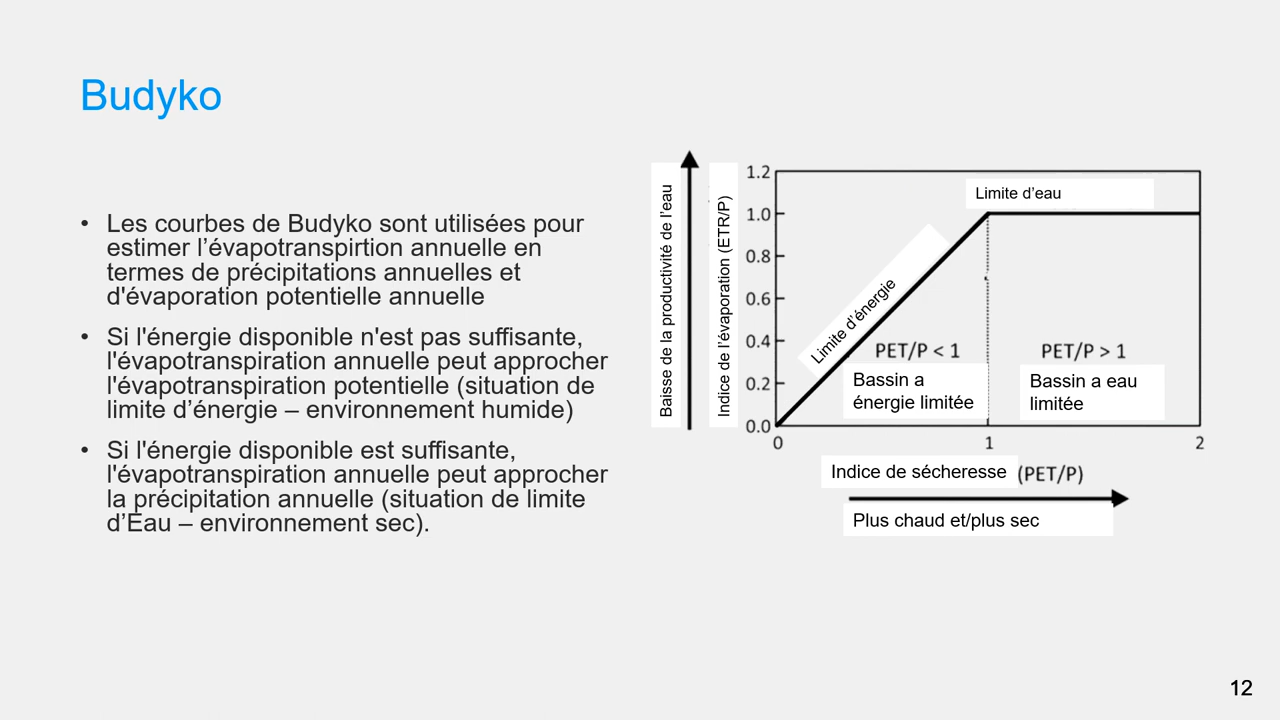 Budyko
• Les courbes de Budyko sont utilisées pour
estimer l’évapotranspirtion annuelle en
termes de précipitations annuelles et
d'évaporation potentielle annuelle
• Si l'énergie disponible n'est pas suffisante,
l'évapotranspiration annuelle peut approcher
l'évapotranspiration potentielle (situation de
limite d’énergie – environnement humide)
• Si l'énergie disponible est suffisante,
l'évapotranspiration annuelle peut approcher
la précipitation annuelle (situation de limite
d’Eau – environnement sec).
Baisse de la productivité de l’eau
Indice de l’évaporation (ETR/P)
1.2
1.0
0.8
0.6
0.4
0.2
0.0
Limite d’eau
Limite d’énergie
PET/P < 1
Bassin a
énergie limitée
PET/P > 1
Bassin a eau
limitée
0 1 2
Indice de sécheresse (PET/P)
Plus chaud et/plus sec
12